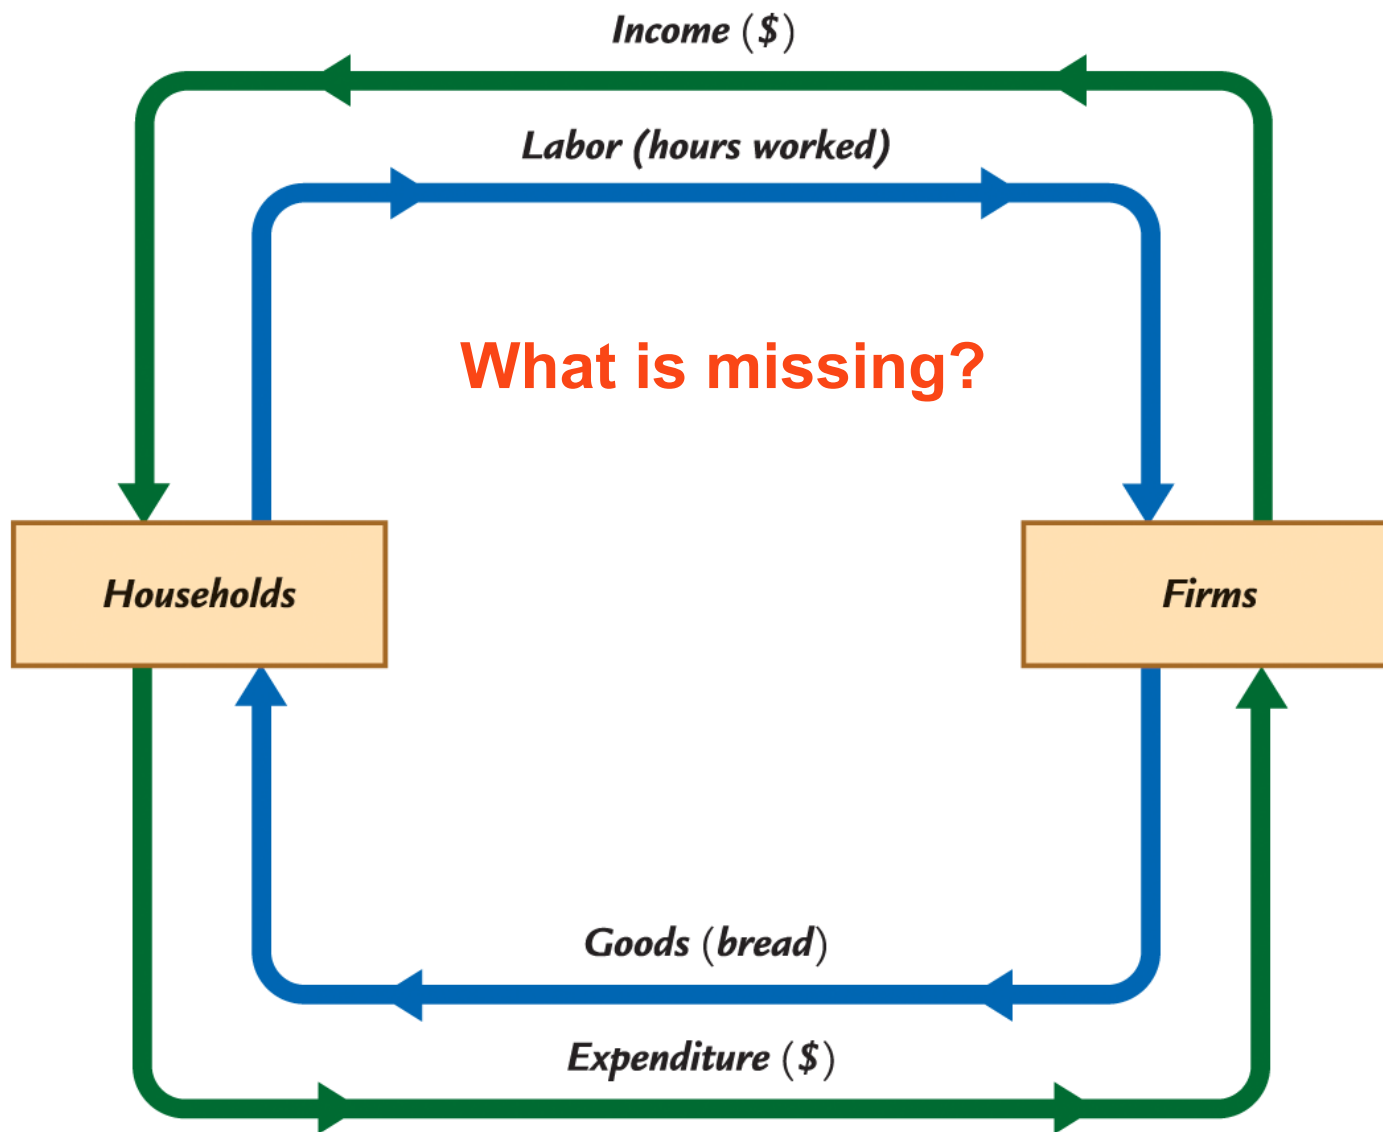 Income ($)
Labor (hours worked)
What is missing?
Households
Firms
Goods (bread)
Expenditure ($)